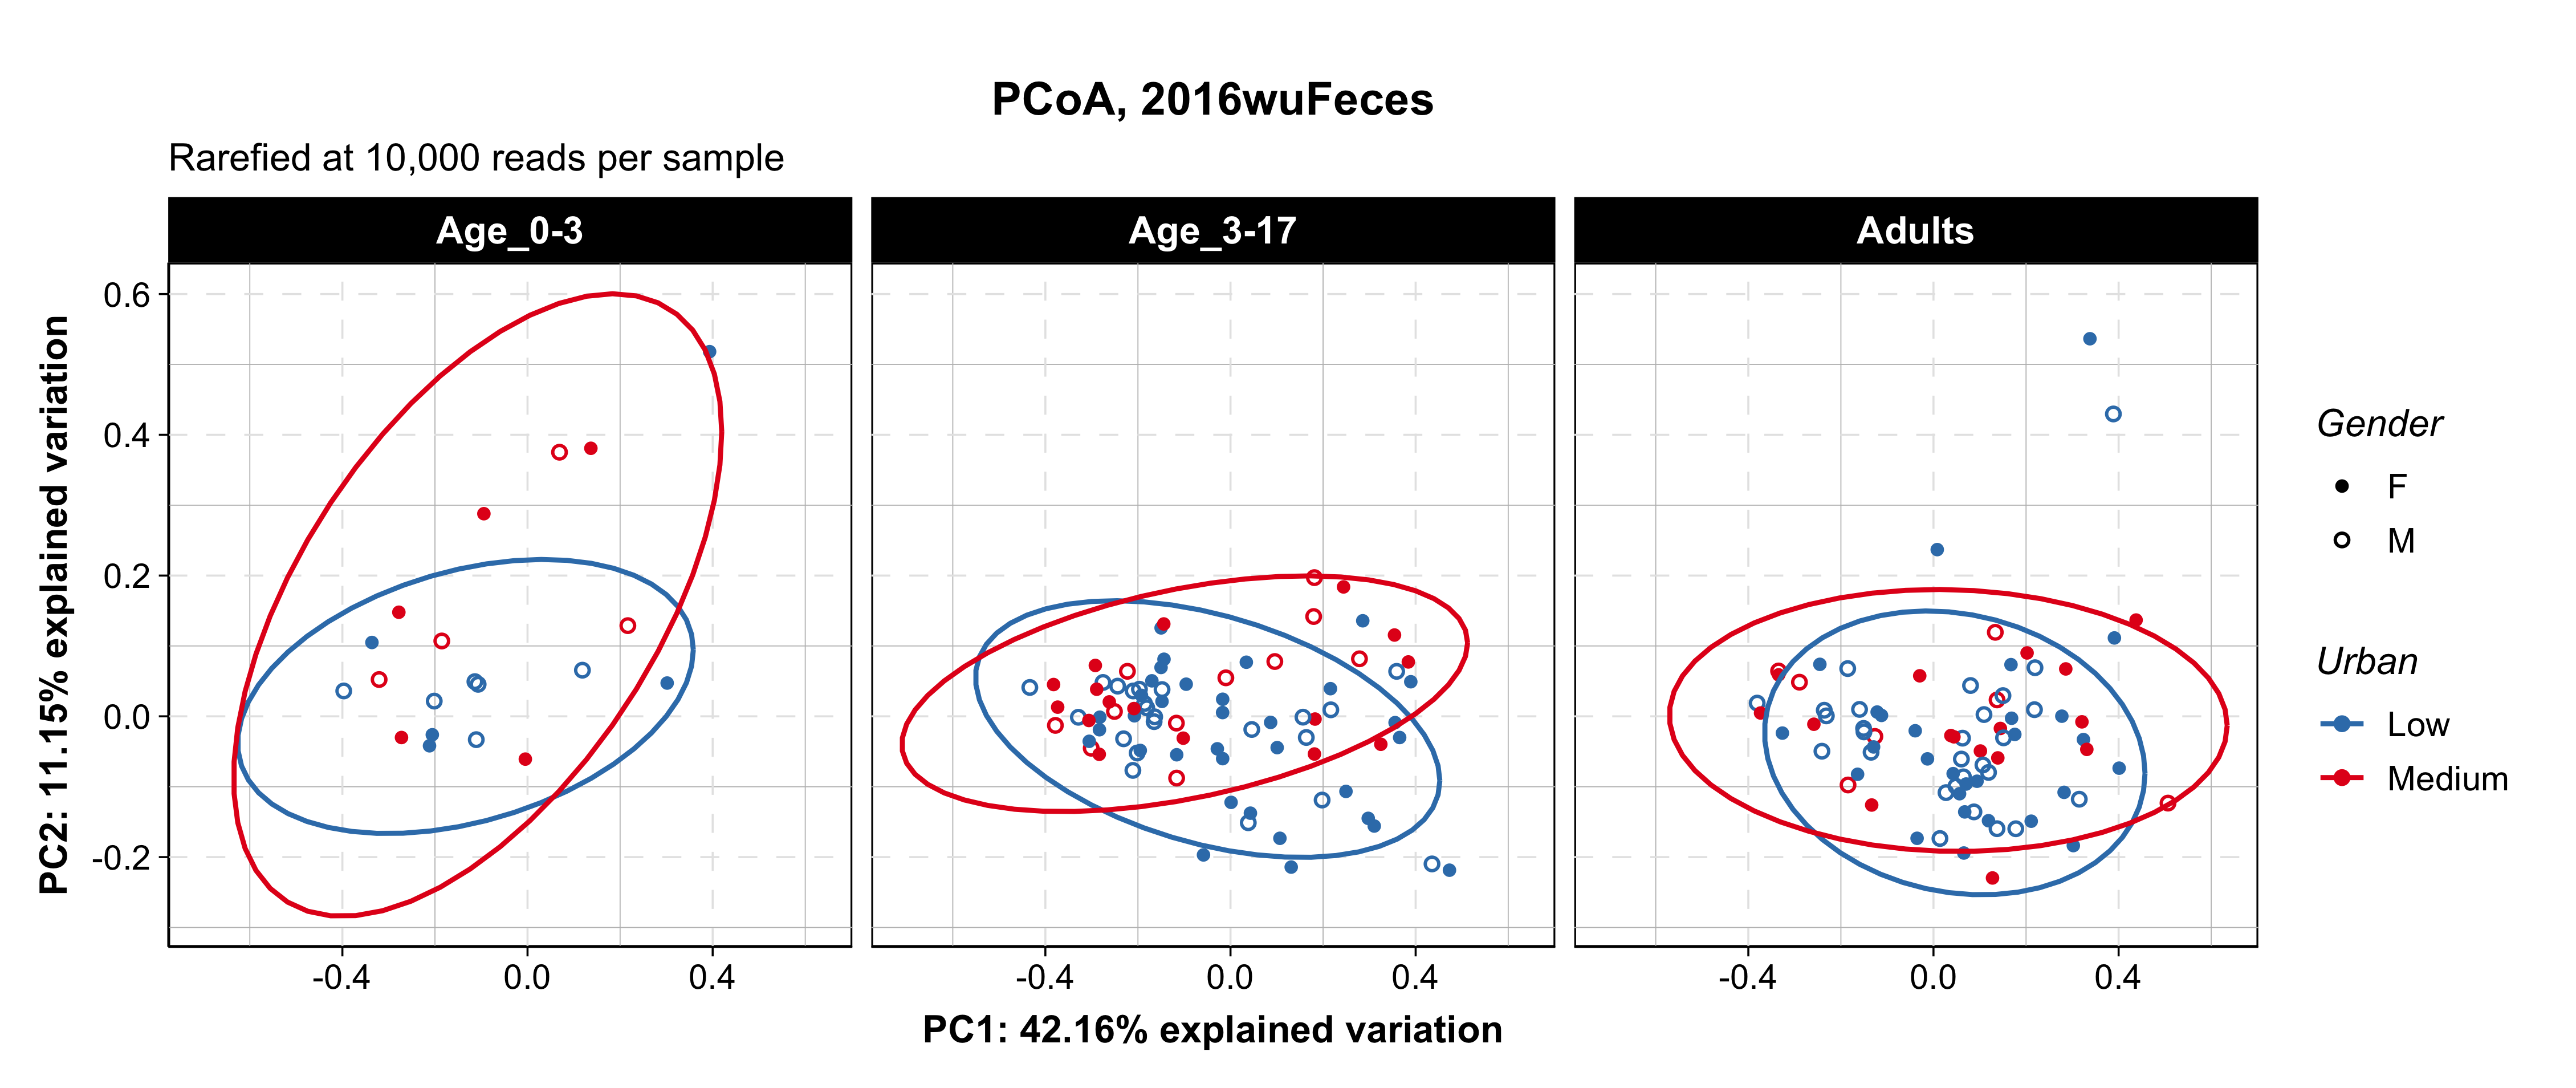 PCoA, 2016wuFeces
Rarefied at 10,000 reads per sample
Age_0-3
Age_3-17
Adults
PC2: 11.15% explained variation
0.6
0.4
0.2
0.0
-0.2
-0.4 0.0 0.4
-0.4 0.0 0.4
-0.4 0.0 0.4
PC1: 42.16% explained variation
Gender
F
M
Urban
Low
Medium